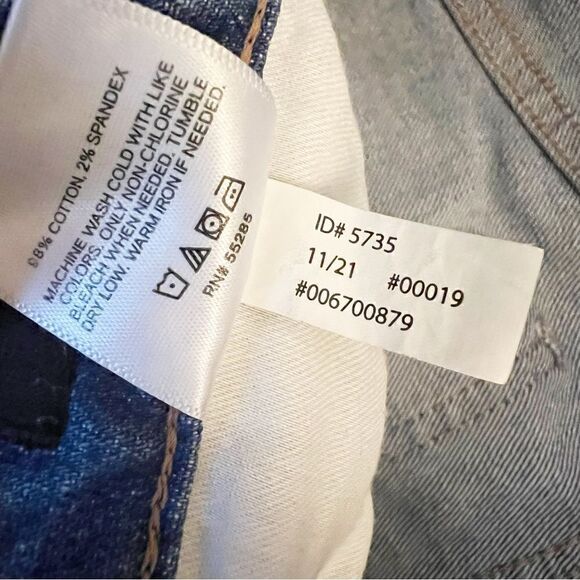 98% COTTON, 2% SPANDEX
MACHINE WASH COLD WITH LIKE
COLORS. ONLY NON-CHLORINE
BLEACH WHEN NEEDED. TUMBLE
DRY LOW. WARM IRON IF NEEDED.
RN# 55285
ID# 5735
11/21 #00019
#006700879